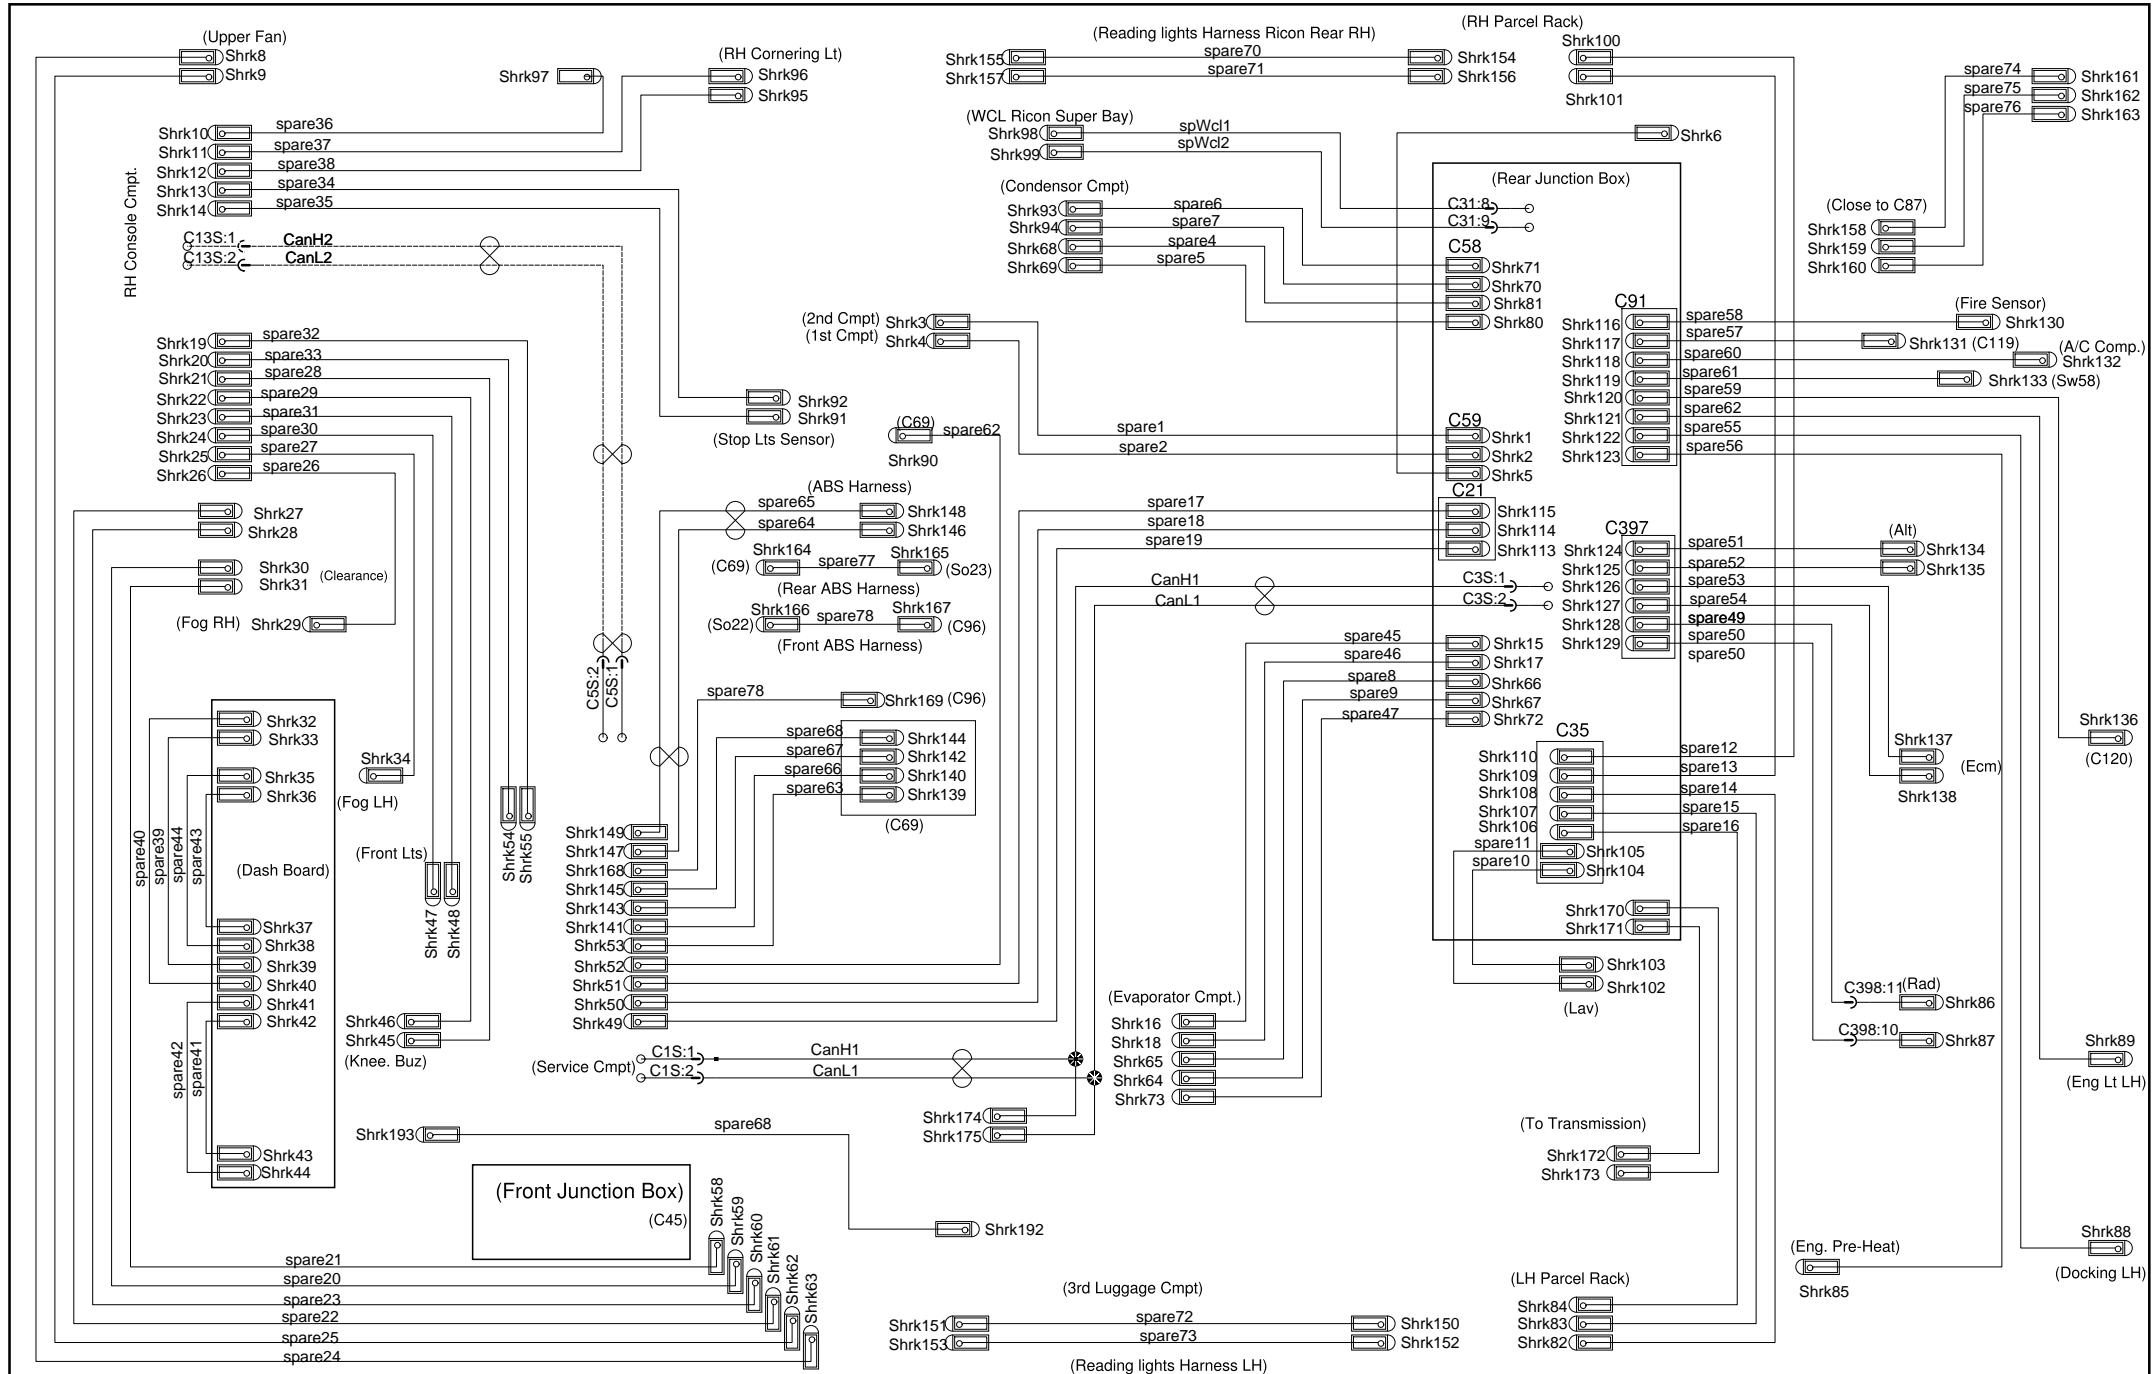 (Upper Fan)
Shrk8
Shrk9
Shrk97
(RH Cornering Lt)
Shrk96
Shrk95
RH Console Cmpt.
Shrk10 spare36
Shrk11 spare37
Shrk12 spare38
Shrk13 spare34
Shrk14 spare35
C13S:1 CanH2
C13S:2 CanL2
Shrk19 spare32
Shrk20 spare33
Shrk21 spare28
Shrk22 spare29
Shrk23 spare31
Shrk24 spare30
Shrk25 spare27
Shrk26 spare26
Shrk27
Shrk28
Shrk30
Shrk31
(Clearance)
(Fog RH) Shrk29
Shrk32
Shrk33
Shrk35
Shrk36
(Dash Board)
Shrk37
Shrk38
Shrk39
Shrk40
Shrk41
Shrk42
Shrk43
Shrk44
spare40
spare39
spare44
spare43
spare42
spare41
Shrk34
(Fog LH)
(Front Lts)
Shrk47
Shrk48
Shrk54
Shrk55
Shrk46
Shrk45
(Knee. Buz)
Shrk193 spare68
Shrk192
(Front Junction Box)
(C45)
Shrk58
Shrk59
Shrk60
Shrk61
Shrk62
Shrk63
spare21
spare20
spare23
spare22
spare25
spare24
Shrk92
Shrk91
(Stop Lts Sensor)
C5S:2
C5S:1
(C69)
spare62
Shrk90
(ABS Harness)
spare65 Shrk148
spare64 Shrk146
Shrk164 Shrk165
(C69) spare77 (So23)
(Rear ABS Harness)
Shrk166 Shrk167
(So22) spare78 (C96)
(Front ABS Harness)
spare78 Shrk169 (C96)
spare68 Shrk144
spare67 Shrk142
spare66 Shrk140
spare63 Shrk139
(C69)
Shrk149
Shrk147
Shrk168
Shrk145
Shrk143
Shrk141
Shrk53
Shrk52
Shrk51
Shrk50
Shrk49
(Service Cmpt)
C1S:1 CanH1
C1S:2 CanL1
Shrk174
Shrk175
(Reading lights Harness Ricon Rear RH)
Shrk155 spare70 Shrk154
Shrk157 spare71 Shrk156
(WCL Ricon Super Bay)
Shrk98 spWcl1
Shrk99 spWcl2
(Condensor Cmpt)
Shrk93 spare6
Shrk94 spare7
Shrk68 spare4
Shrk69 spare5
(2nd Cmpt) Shrk3
(1st Cmpt) Shrk4
spare1
spare2
spare17
spare18
spare19
CanH1
CanL1
spare45
spare46
spare8
spare9
spare47
(Evaporator Cmpt.)
Shrk16
Shrk18
Shrk65
Shrk64
Shrk73
(RH Parcel Rack)
Shrk100
Shrk101
Shrk6
(Rear Junction Box)
C31:8
C31:9
C58
Shrk71
Shrk70
Shrk81
Shrk80
C59
Shrk1
Shrk2
Shrk5
C21
Shrk115
Shrk114
Shrk113
C3S:1
C3S:2
Shrk15
Shrk17
Shrk66
Shrk67
Shrk72
C91
Shrk116 spare58
Shrk117 spare57
Shrk118 spare60
Shrk119 spare61
Shrk120 spare59
Shrk121 spare62
Shrk122 spare55
Shrk123 spare56
C397
Shrk124 spare51
Shrk125 spare52
Shrk126 spare53
Shrk127 spare54
Shrk128 spare49
Shrk129 spare50
spare50
C35
Shrk110 spare12
Shrk109 spare13
Shrk108 spare14
Shrk107 spare15
Shrk106 spare16
spare11 Shrk105
spare10 Shrk104
Shrk170
Shrk171
Shrk103
Shrk102
(Lav)
(To Transmission)
Shrk172
Shrk173
(LH Parcel Rack)
Shrk84
Shrk83
Shrk82
(3rd Luggage Cmpt)
Shrk151 spare72 Shrk150
Shrk153 spare73 Shrk152
(Reading lights Harness LH)
spare74 Shrk161
spare75 Shrk162
spare76 Shrk163
(Close to C87)
Shrk158
Shrk159
Shrk160
(Fire Sensor)
Shrk130
Shrk131 (C119)
(A/C Comp.)
Shrk132
Shrk133 (Sw58)
(Alt)
Shrk134
Shrk135
Shrk136
(C120)
Shrk137
(Ecm)
Shrk138
C398:11 (Rad)
Shrk86
C398:10
Shrk87
Shrk89
(Eng Lt LH)
Shrk88
(Docking LH)
(Eng. Pre-Heat)
Shrk85